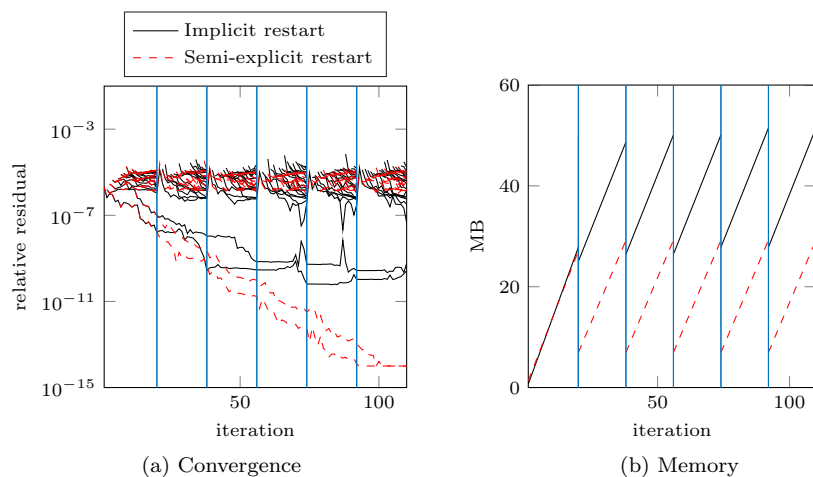 Implicit restart
Semi-explicit restart
10−3
10−7
10−11
10−15
relative residual
50
100
iteration
(a) Convergence
60
40
20
0
MB
50
100
iteration
(b) Memory